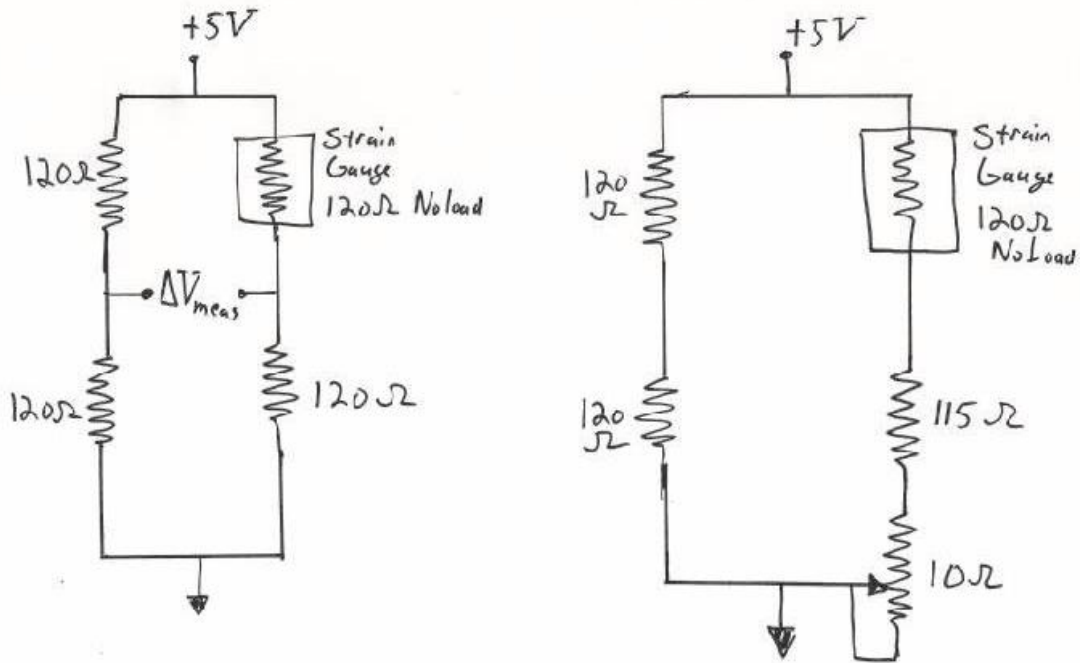 +5V
120Ω
Strain
Gauge
120Ω No load
ΔVmeas
120Ω
120Ω
+5V
120
Ω
Strain
Gauge
120Ω
No Load
120
Ω
115Ω
10Ω